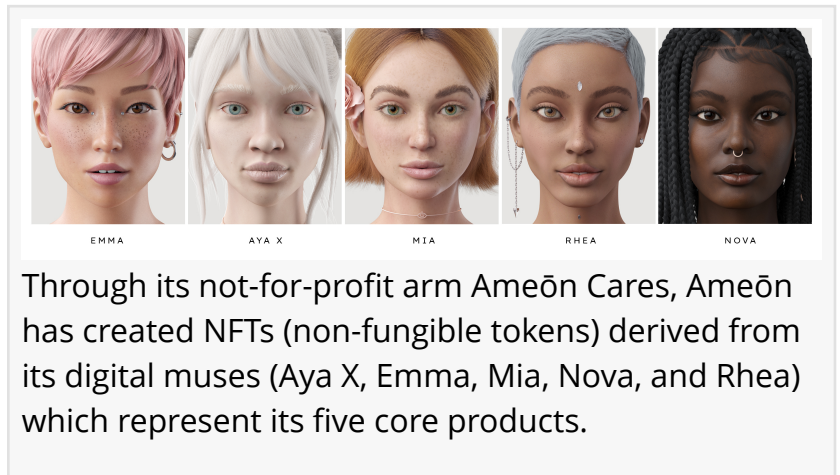 EMMA
AYA X
MIA
RHEA
NOVA
Through its not-for-profit arm Ameōn Cares, Ameōn
has created NFTs (non-fungible tokens) derived from
its digital muses (Aya X, Emma, Mia, Nova, and Rhea)
which represent its five core products.